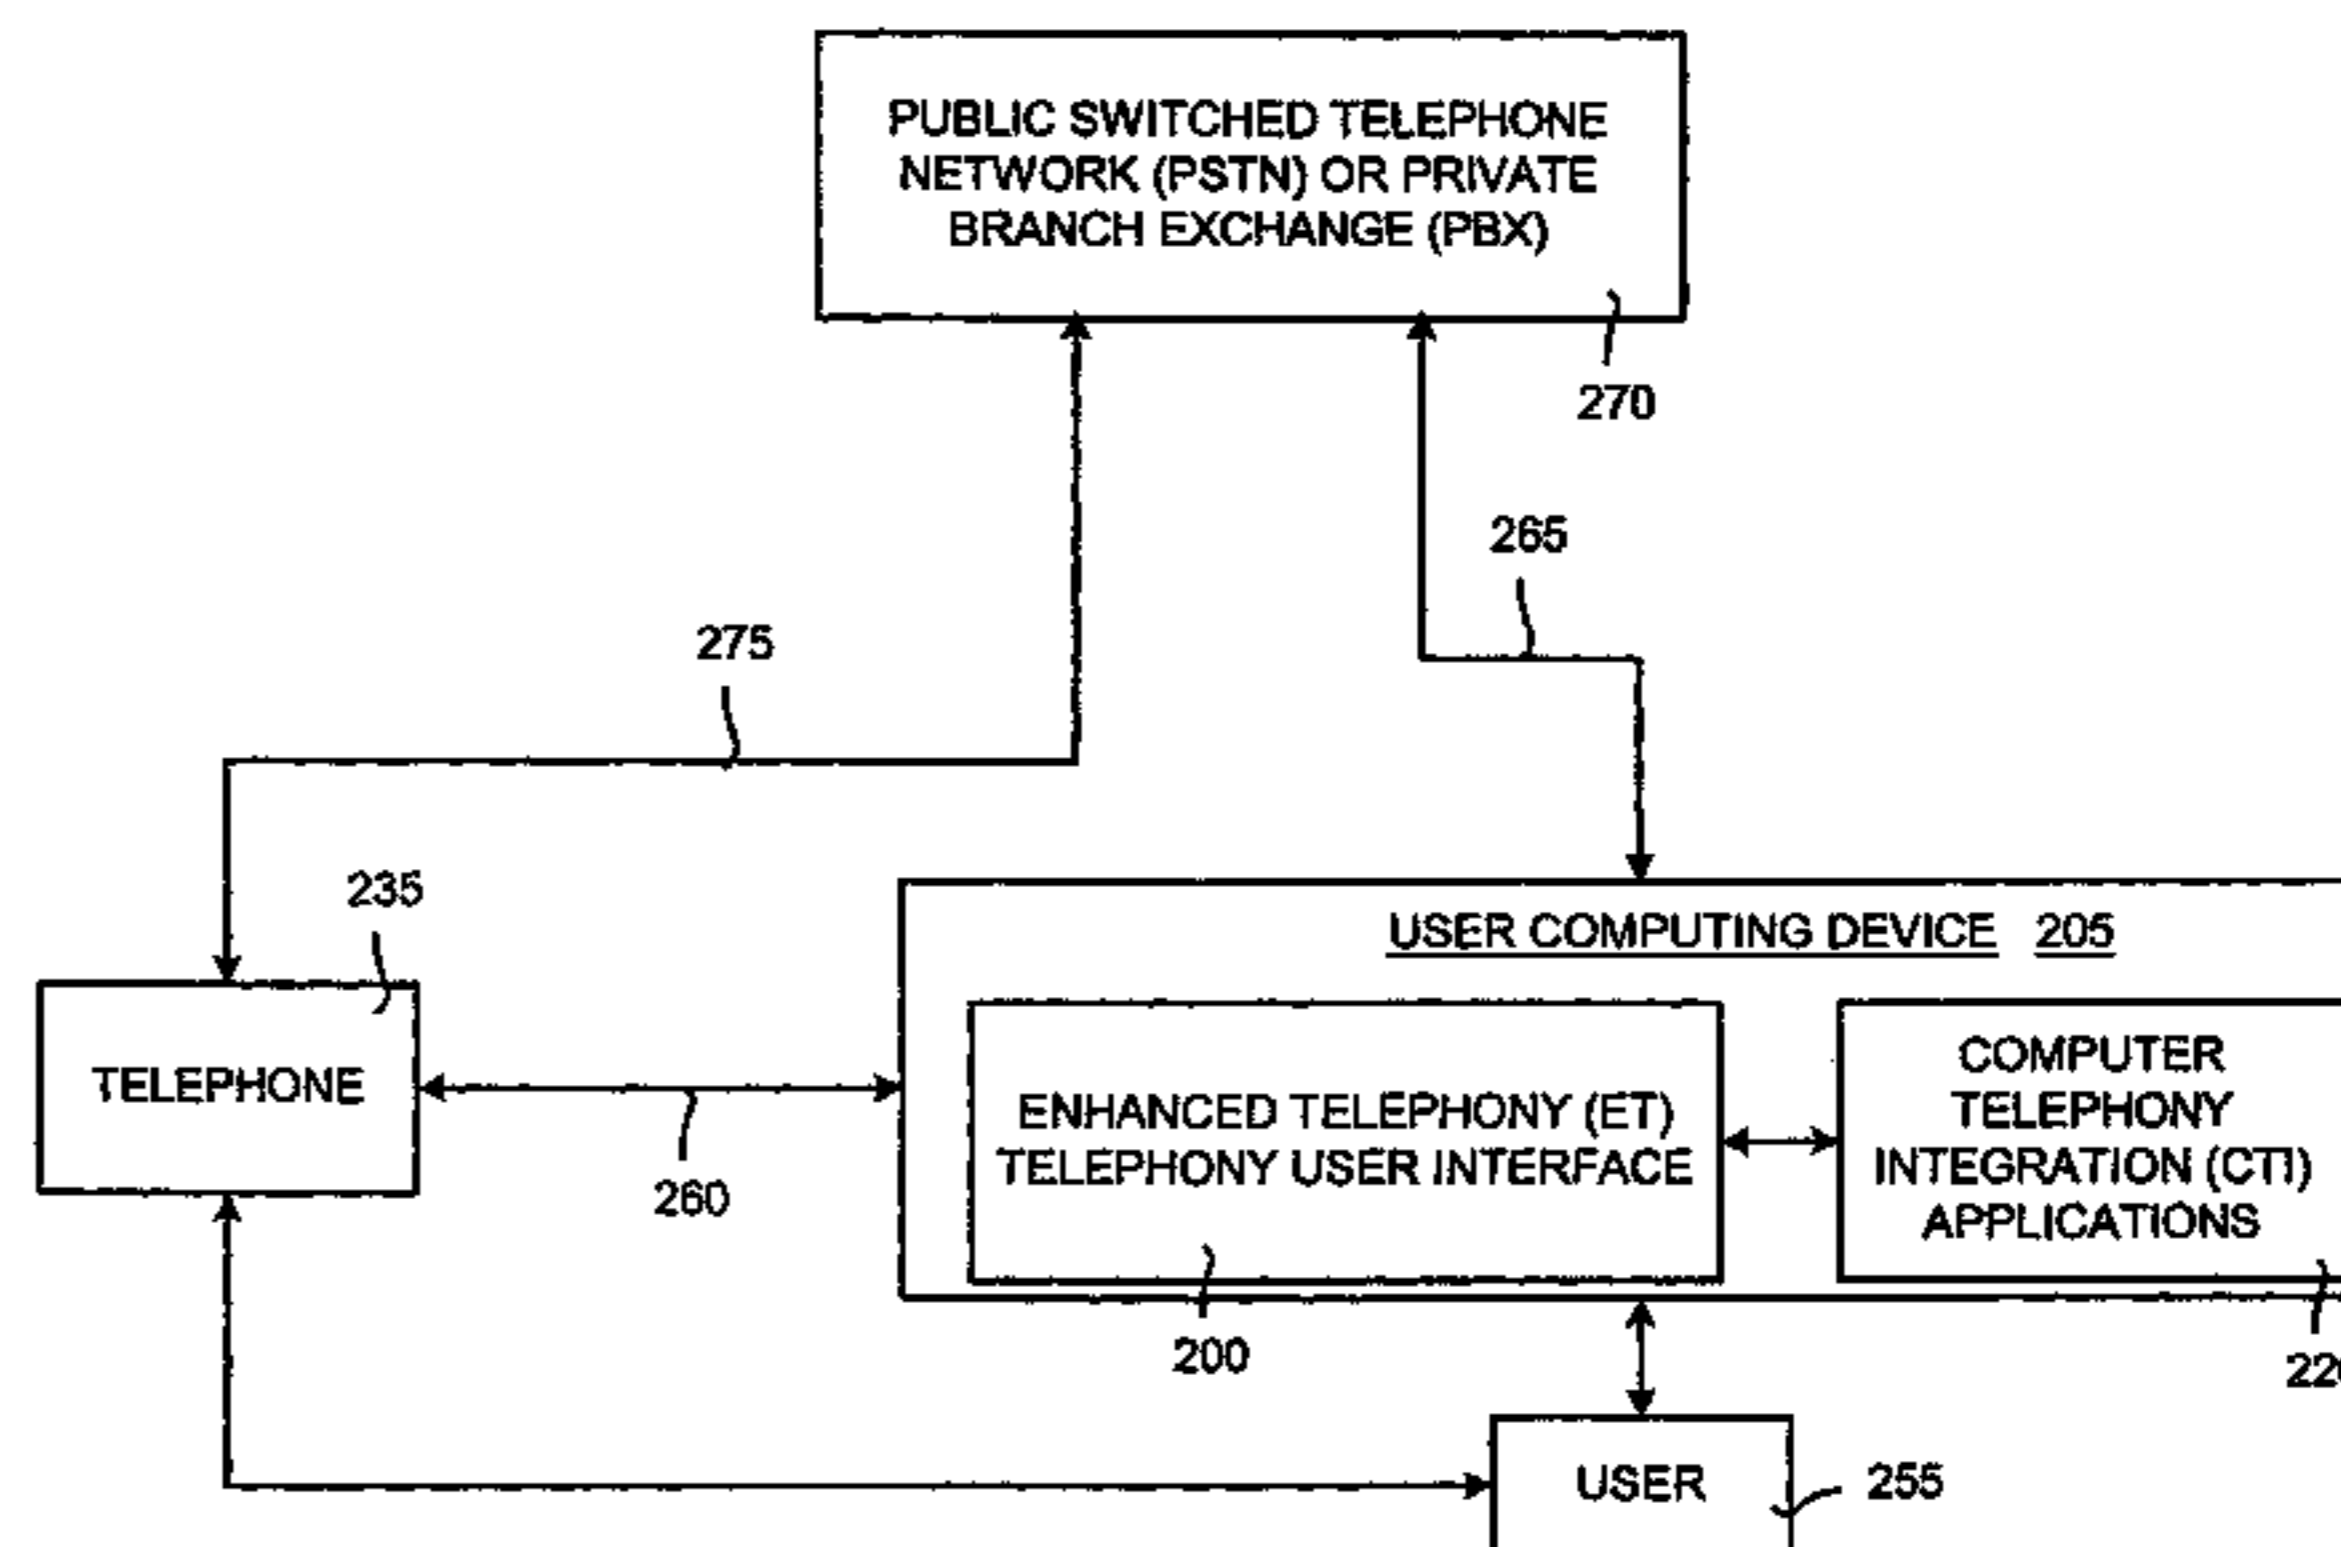 PUBLIC SWITCHED TELEPHONE
NETWORK (PSTN) OR PRIVATE
BRANCH EXCHANGE (PBX)
270
265
275
235
USER COMPUTING DEVICE 205
TELEPHONE
ENHANCED TELEPHONY (ET)
TELEPHONY USER INTERFACE
COMPUTER
TELEPHONY
INTEGRATION (CTI)
APPLICATIONS
260
200
USER
255